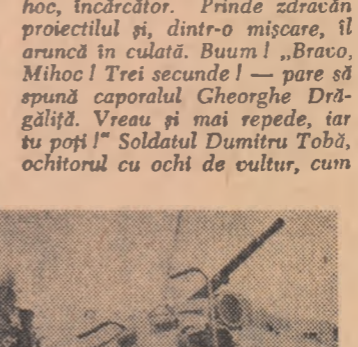 hoc, încărcător. Prinde zdravăn
proiectilul și, dintr-o mișcare, îl
aruncă în culată. Buum ! „Bravo,
Mihoc ! Trei secunde ! — pare să
spună caporalul Gheorghe Dră-
găliță. Vreau și mai repede, iar
tu poți !" Soldatul Dumitru Tobă,
ochitorul cu ochi de vultur, cum